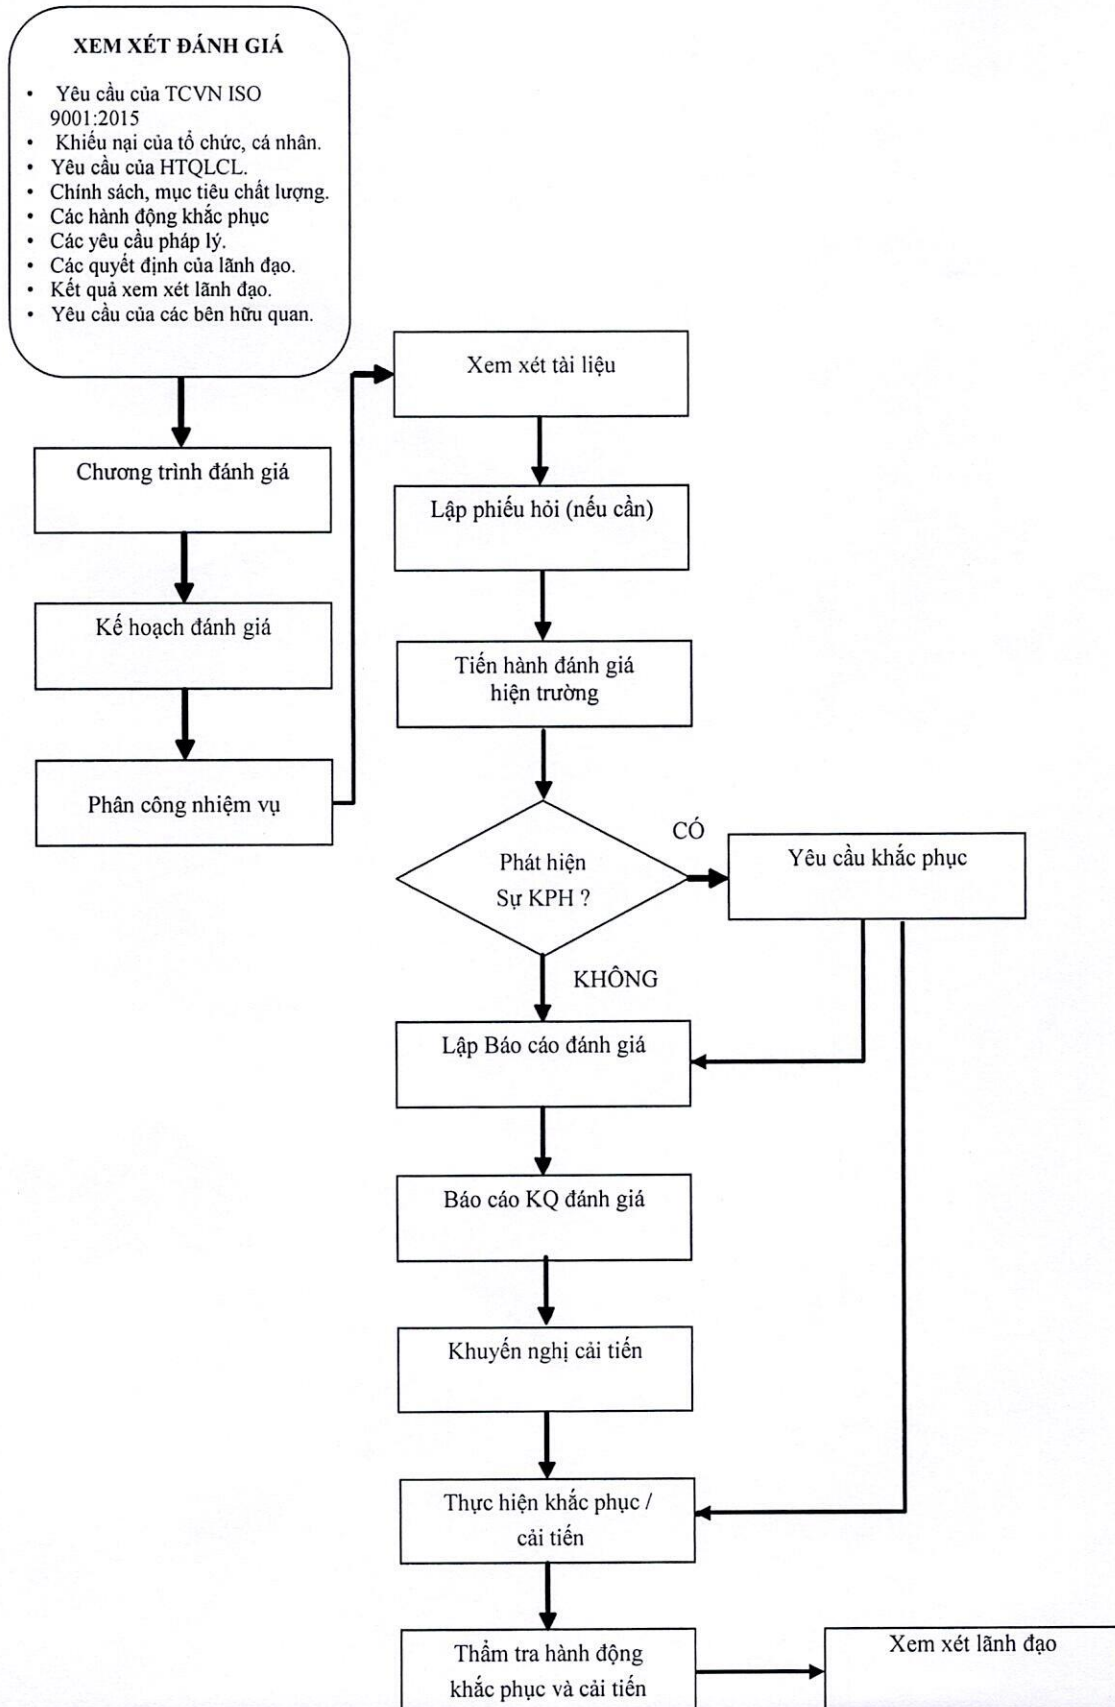 XEM XÉT ĐÁNH GIÁ
• Yêu cầu của TCVN ISO
9001:2015
• Khiếu nại của tổ chức, cá nhân.
• Yêu cầu của HTQLCL.
• Chính sách, mục tiêu chất lượng.
• Các hành động khắc phục
• Các yêu cầu pháp lý.
• Các quyết định của lãnh đạo.
• Kết quả xem xét lãnh đạo.
• Yêu cầu của các bên hữu quan.
Chương trình đánh giá
Kế hoạch đánh giá
Phân công nhiệm vụ
Xem xét tài liệu
Lập phiếu hỏi (nếu cần)
Tiến hành đánh giá
hiện trường
Phát hiện
Sự KPH ?
CÓ
Yêu cầu khắc phục
KHÔNG
Lập Báo cáo đánh giá
Báo cáo KQ đánh giá
Khuyến nghị cải tiến
Thực hiện khắc phục /
cải tiến
Thẩm tra hành động
khắc phục và cải tiến
Xem xét lãnh đạo